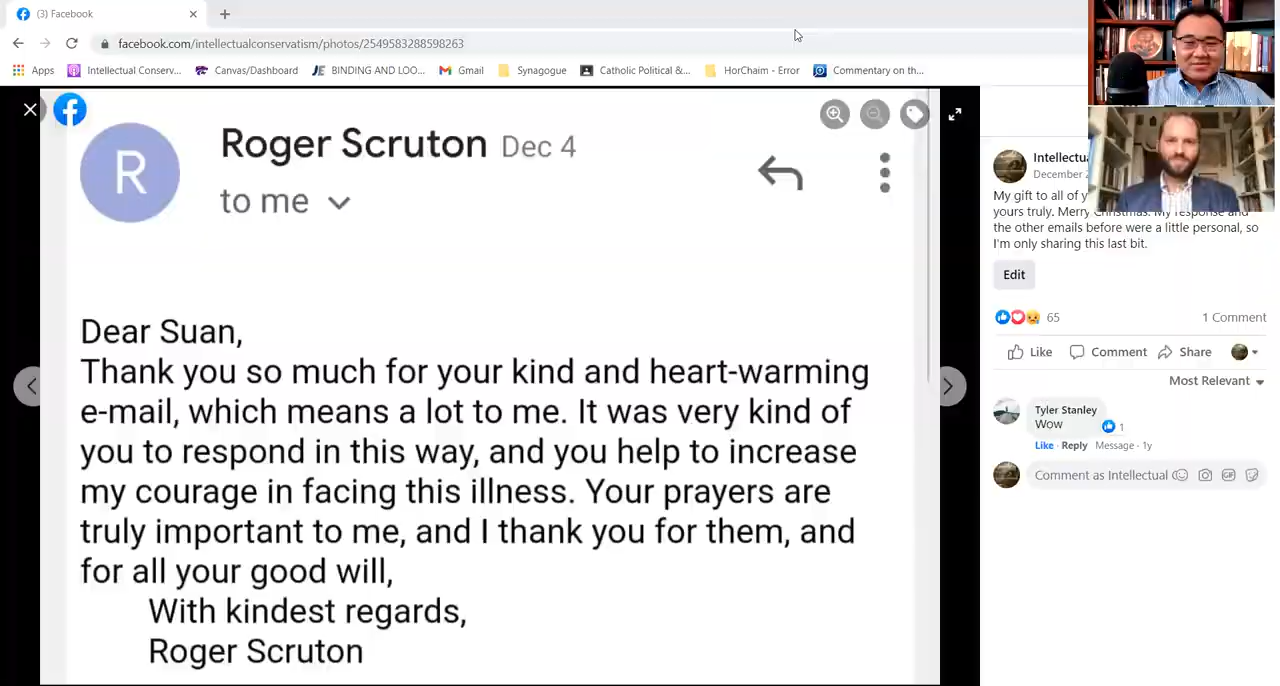 (3) Facebook
facebook.com/intellectualconservatism/photos/2549583288598263
Apps
Intellectual Conserv...
Canvas/Dashboard
BINDING AND LOO...
Gmail
Synagogue
Catholic Political &...
HorChaim - Error
Commentary on th...
R
Roger Scruton Dec 4
to me
Dear Suan,
Thank you so much for your kind and heart-warming
e-mail, which means a lot to me. It was very kind of
you to respond in this way, and you help to increase
my courage in facing this illness. Your prayers are
truly important to me, and I thank you for them, and
for all your good will,
With kindest regards,
Roger Scruton
Intellectu
December 2
My gift to all of y
yours truly. Merry Christmas. My response and
the other emails before were a little personal, so
I'm only sharing this last bit.
Edit
65
1 Comment
Like
Comment
Share
Most Relevant
Tyler Stanley
Wow
1
Like · Reply Message · 1y
Comment as Intellectual